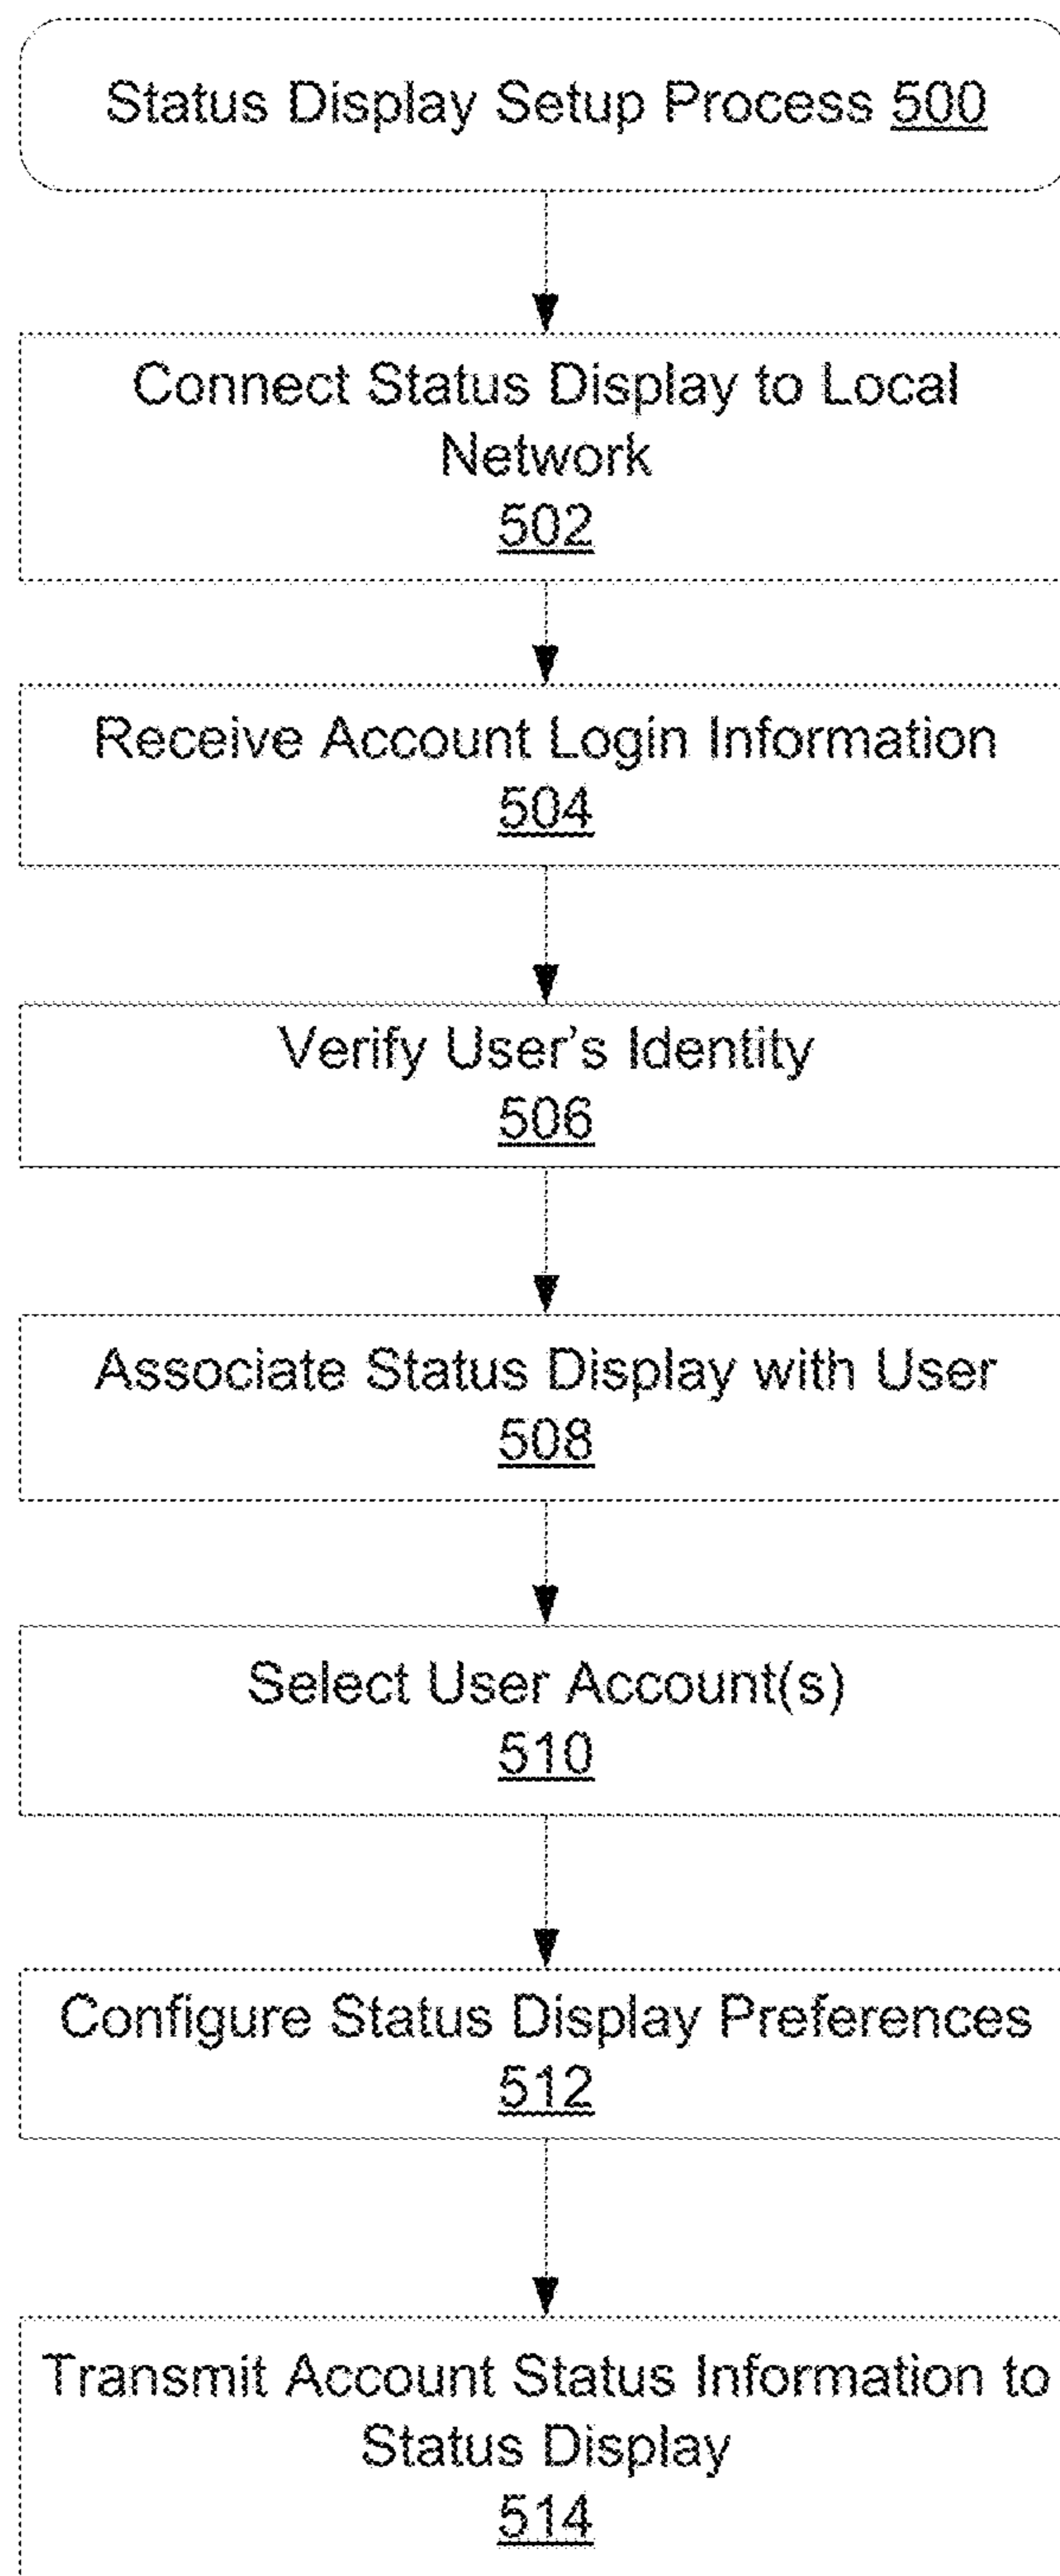 Status Display Setup Process 500
Connect Status Display to Local
Network
502
Receive Account Login Information
504
Verify User's Identity
506
Associate Status Display with User
508
Select User Account(s)
510
Configure Status Display Preferences
512
Transmit Account Status Information to
Status Display
514